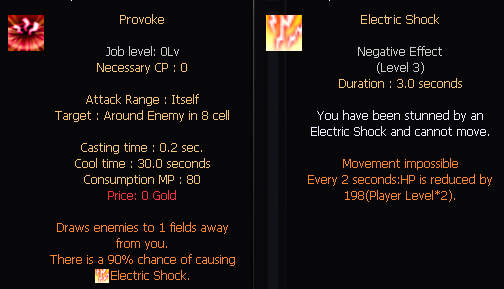 Provoke
Job level: 0Lv
Necessary CP : 0
Attack Range : Itself
Target : Around Enemy in 8 cell
Casting time : 0.2 sec.
Cool time : 30.0 seconds
Consumption MP : 80
Price: 0 Gold
Draws enemies to 1 fields away
from you.
There is a 90% chance of causing
Electric Shock.
Electric Shock
Negative Effect
(Level 3)
Duration : 3.0 seconds
You have been stunned by an
Electric Shock and cannot move.
Movement impossible
Every 2 seconds:HP is reduced by
198(Player Level*2).